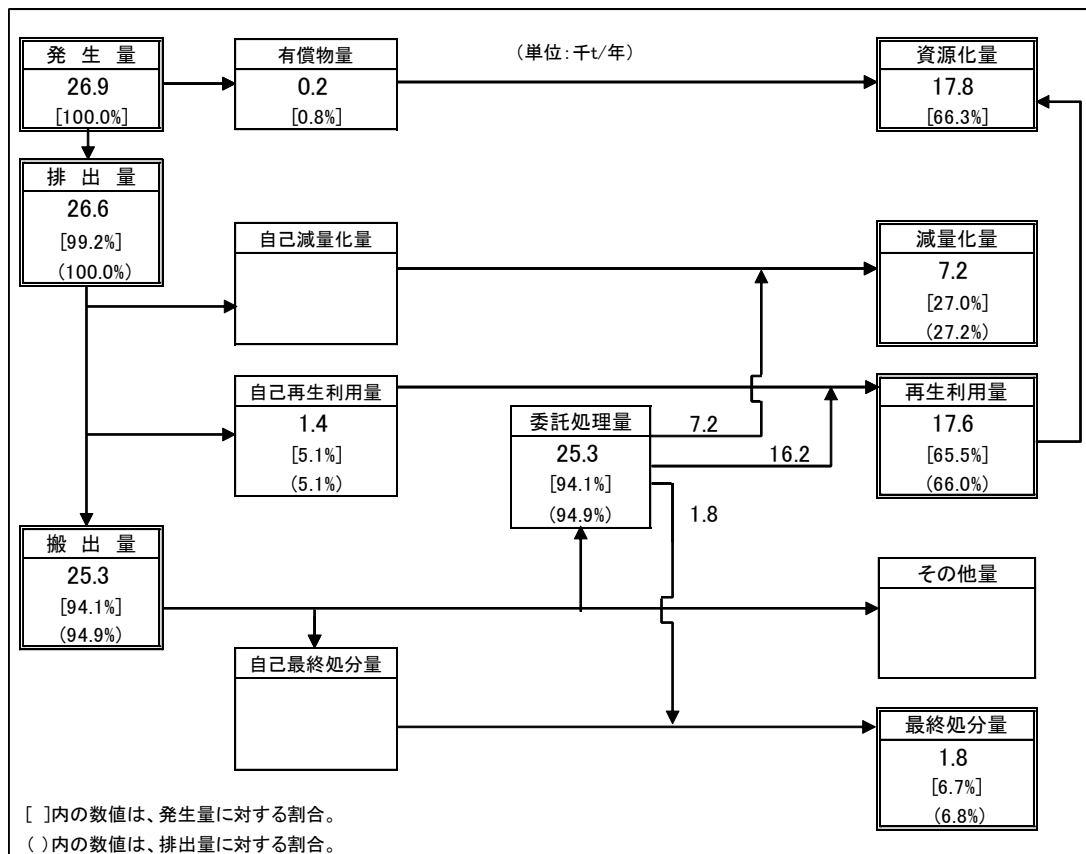 発 生 量
26.9
[100.0%]
有償物量
0.2
[0.8%]
(単位:千t/年)
資源化量
17.8
[66.3%]
排 出 量
26.6
[99.2%]
(100.0%)
自己減量化量
減量化量
7.2
[27.0%]
(27.2%)
自己再生利用量
1.4
[5.1%]
(5.1%)
委託処理量
25.3
[94.1%]
(94.9%)
7.2
16.2
1.8
再生利用量
17.6
[65.5%]
(66.0%)
搬 出 量
25.3
[94.1%]
(94.9%)
その他量
自己最終処分量
最終処分量
1.8
[6.7%]
(6.8%)
[ ]内の数値は、発生量に対する割合。
( )内の数値は、排出量に対する割合。